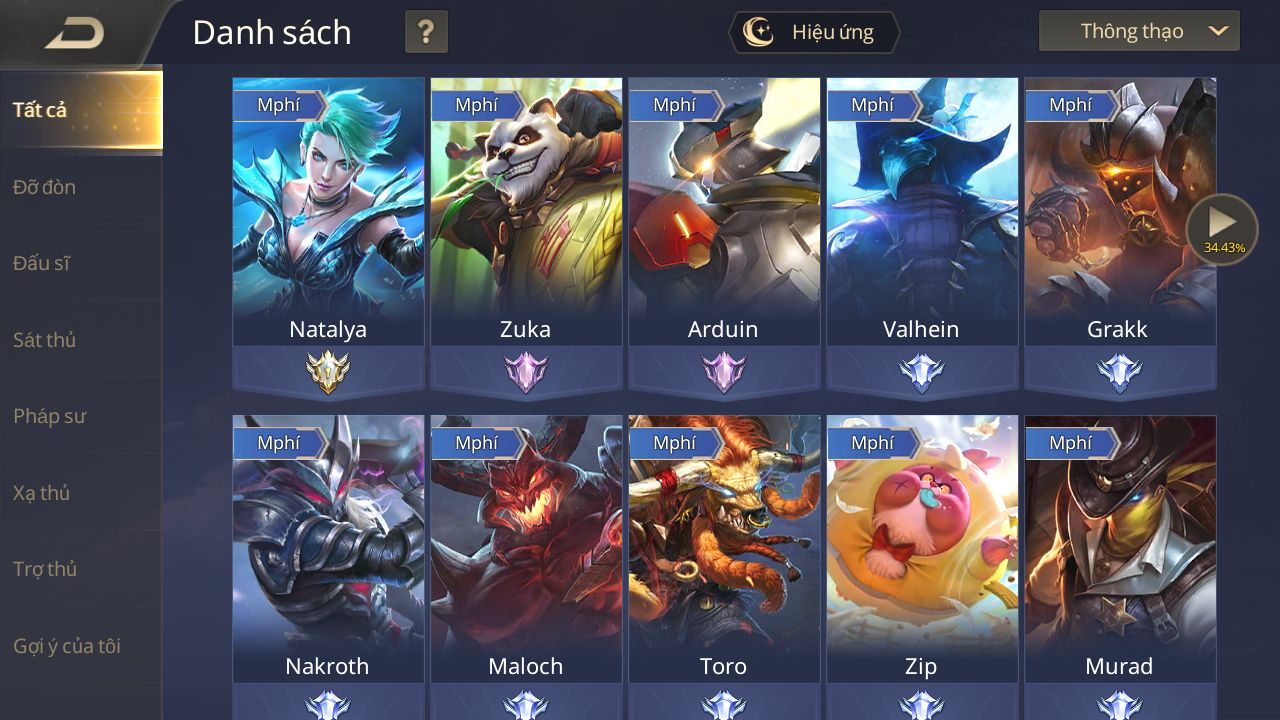 Danh sách
?
Hiệu ứng
Thông thạo
Tất cả
Đỡ đòn
Đấu sĩ
Sát thủ
Pháp sư
Xạ thủ
Trợ thủ
Gợi ý của tôi
Mphí
Mphí
Mphí
Mphí
Mphí
34.43%
Natalya
Zuka
Arduin
Valhein
Grakk
Mphí
Mphí
Mphí
Mphí
Mphí
Nakroth
Maloch
Toro
Zip
Murad